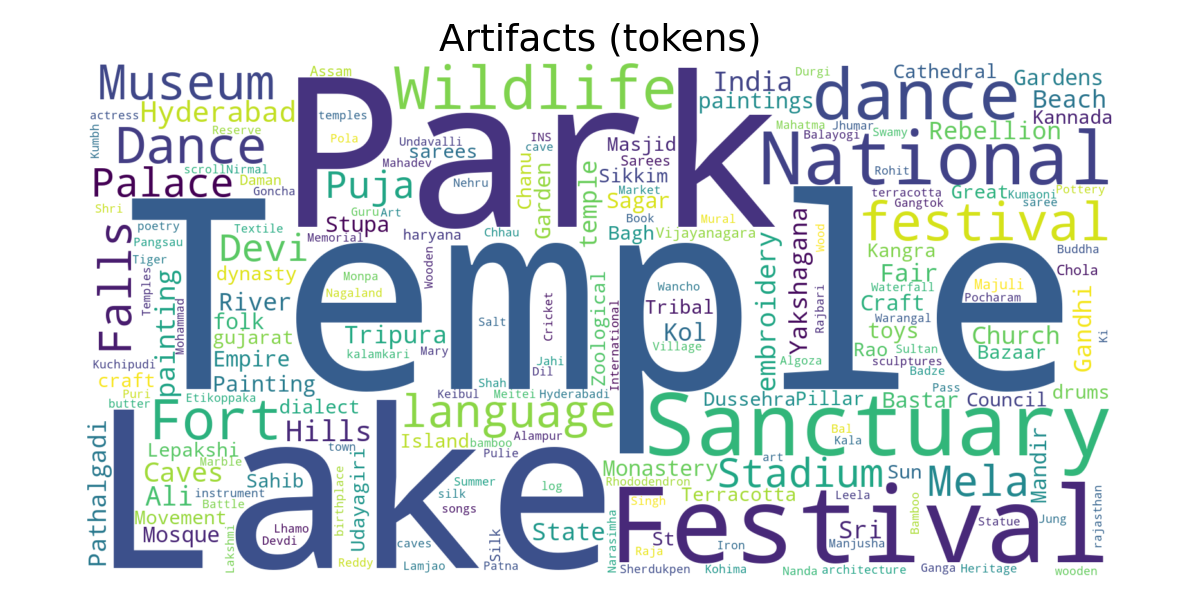 Artifacts (tokens)
Museum
Assam
Wildlife
India
Durgi
Cathedral
Gardens
actress
Hyderabad
temples
paintings
dance
Beach
Kannada
Kumbh
Dance
Reserve
Pola
Park
Undavalli
sarees
INS
cave
Masjid
Mahatma
Jhumar
Balayogi
Swamy
Rebellion
National
scroll
Nirmal
Mahadev
Chanu
Sarees
Sikkim
Rohit
Palace
Daman
Goncha
Puja
Nehru
Garden
temple
Market
Sagar
terracotta
Great
Kumaoni
Pottery
Gangtok
saree
Shri
Guru
Art
Stupa
Book
Mural
festival
poetry
Textile
Memorial
haryana
Chhau
Bagh
Vijayanagara
Yakshagana
Wood
Pangsau
Devi
Temple
Kangra
Buddha
Falls
Tiger
dynasty
Monpa
Wooden
Zoological
Wancho
embroidery
Fair
Chola
Temples
painting
Nagaland
Waterfall
Majuli
Pocharam
River
Cricket
Tribal
Rajbari
Craft
Mohammad
folk
Salt
International
Kol
Warangal
Gandhi
Ki
gujarat
Tripura
toys
Church
kalamkari
Mary
Village
Rao
Sultan
Bazaar
Kuchipudi
Empire
Jahi
Dil
Algoza
sculptures
Badze
craft
Painting
Shah
Pass
Puri
Etikoppaka
Keibul
Meitei
Hyderabadi
Dussehra
Pillar
Bastar
Council
drums
butter
Fort
dialect
language
Sanctuary
Hills
Island
bamboo
Alampur
Bal
Kala
Pathalgadi
Lepakshi
town
Pulie
art
Marble
Caves
Sahib
Lake
Monastery
Stadium
Sun
Mela
Mandir
Rhododendron
Ali
instrument
birthplace
Udayagiri
Summer
log
silk
Terracotta
Leela
Battle
songs
Singh
Bamboo
rajasthan
Movement
Lhamo
State
Festival
St
Sri
Statue
Jung
Mosque
Devdi
caves
Silk
Narasimha
Iron
Manjusha
Lakshmi
Raja
Reddy
Lamjao
Patna
Sherdukpen
Kohima
Nanda
architecture
Ganga
Heritage
wooden